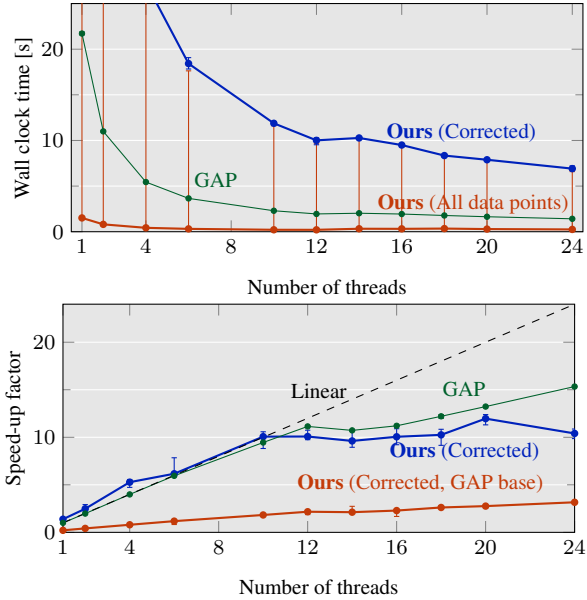 Wall clock time [s]
20
10
0
Ours (Corrected)
GAP
Ours (All data points)
1 4 8 12 16 20 24
Number of threads
Speed-up factor
20
10
0
Linear
GAP
Ours (Corrected)
Ours (Corrected, GAP base)
1 4 8 12 16 20 24
Number of threads